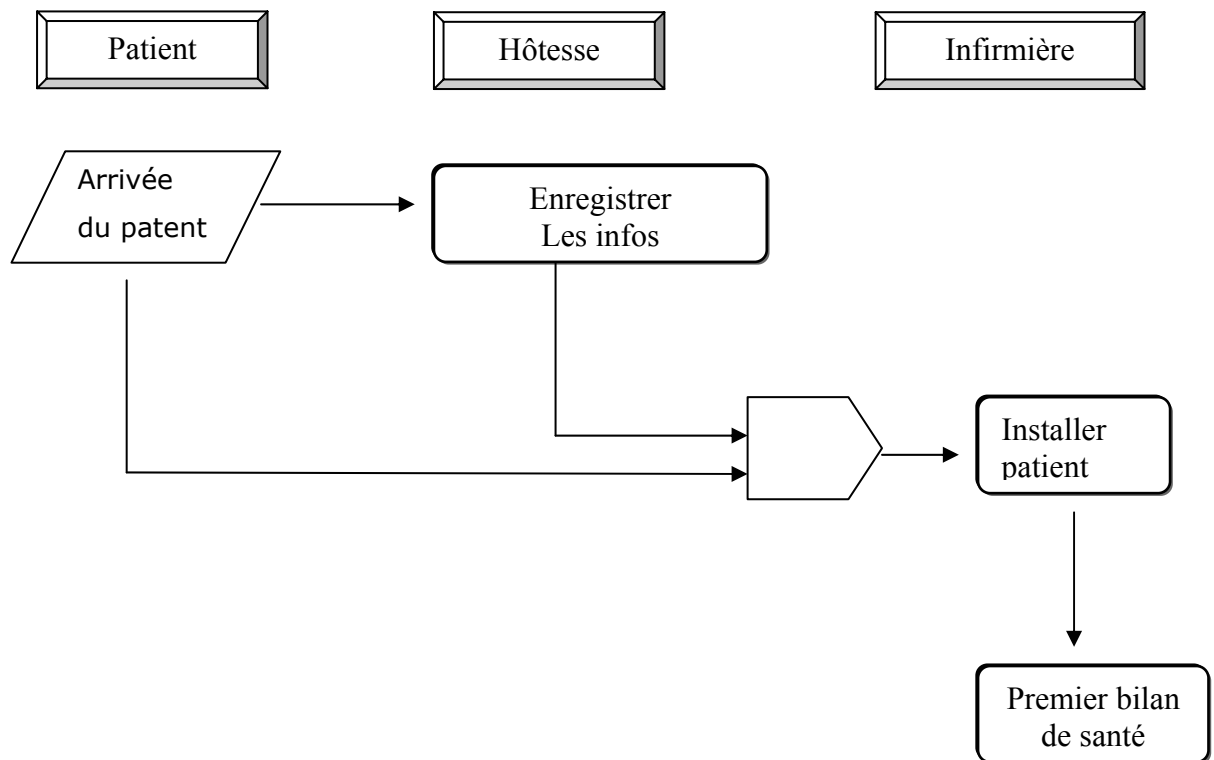 Patient
Hôtesse
Infirmière
Arrivée
du patent
Enregistrer
Les infos
Installer
patient
Premier bilan
de santé